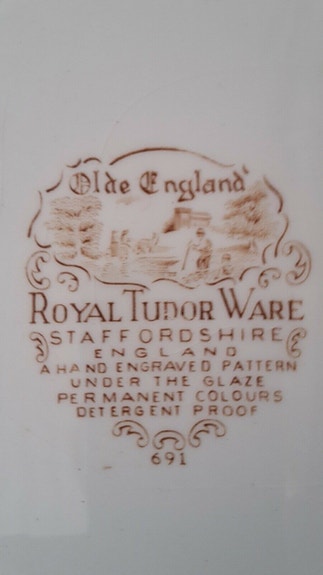 Olde England
ROYAL TUDOR WARE
STAFFORDSHIRE
ENGLAND
A HAND ENGRAVED PATTERN
UNDER THE GLAZE
PERMANENT COLOURS
DETERGENT PROOF
691